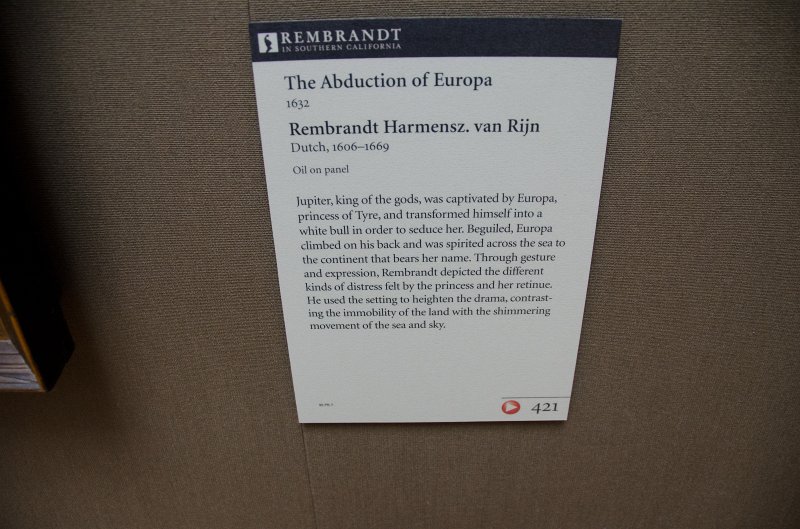 REMBRANDT
IN SOUTHERN CALIFORNIA
The Abduction of Europa
1632
Rembrandt Harmensz. van Rijn
Dutch, 1606–1669
Oil on panel
Jupiter, king of the gods, was captivated by Europa,
princess of Tyre, and transformed himself into a
white bull in order to seduce her. Beguiled, Europa
climbed on his back and was spirited across the sea to
the continent that bears her name. Through gesture
and expression, Rembrandt depicted the different
kinds of distress felt by the princess and her retinue.
He used the setting to heighten the drama, contrast-
ing the immobility of the land with the shimmering
movement of the sea and sky.
421